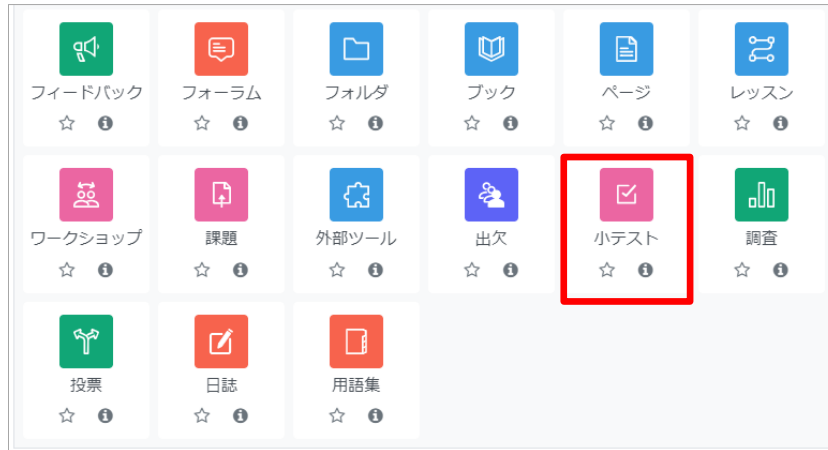 フィードバック
フォーラム
フォルダ
ブック
ページ
レッスン
ワークショップ
課題
外部ツール
出欠
小テスト
調査
投票
日誌
用語集